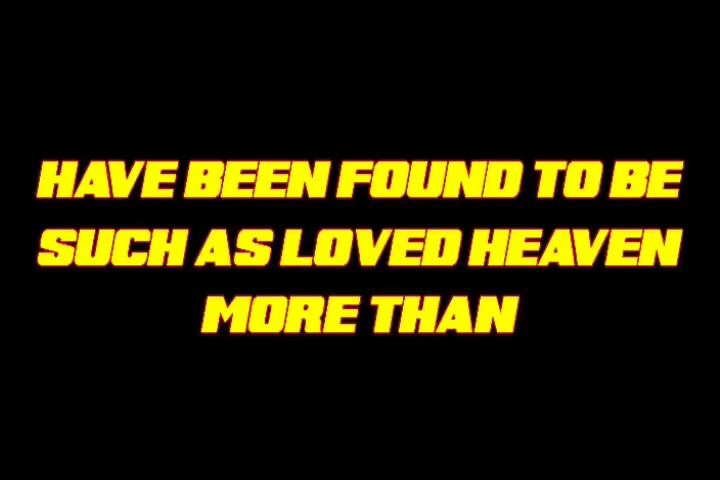 HAVE BEEN FOUND TO BE
SUCH AS LOVED HEAVEN
MORE THAN